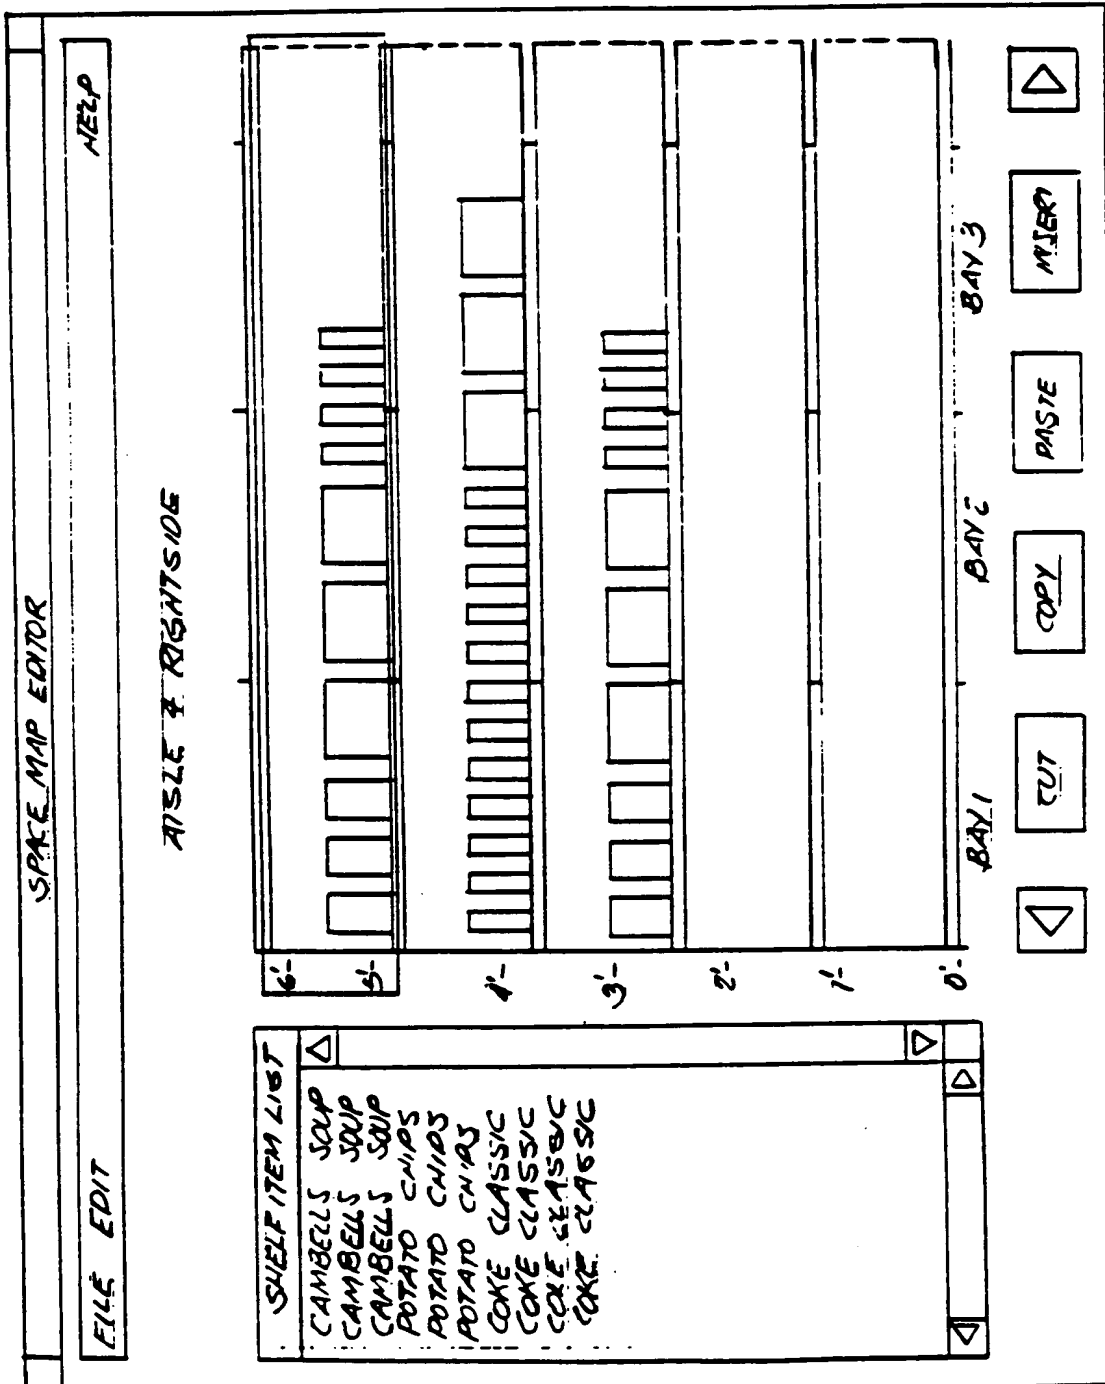 SPACE MAP EDITOR
FILE EDIT HELP
AISLE 4 RIGHTSIDE
SHELF ITEM LIST
CAMBELLS SOUP
CAMBELLS SOUP
CAMBELLS SOUP
POTATO CHIPS
POTATO CHIPS
POTATO CHIPS
COKE CLASSIC
COKE CLASSIC
COKE CLASSIC
COKE CLASSIC
6'-
5'-
4'-
3'-
2'-
1'-
0'-
BAY 1 BAY 2 BAY 3
CUT COPY PASTE INSERT